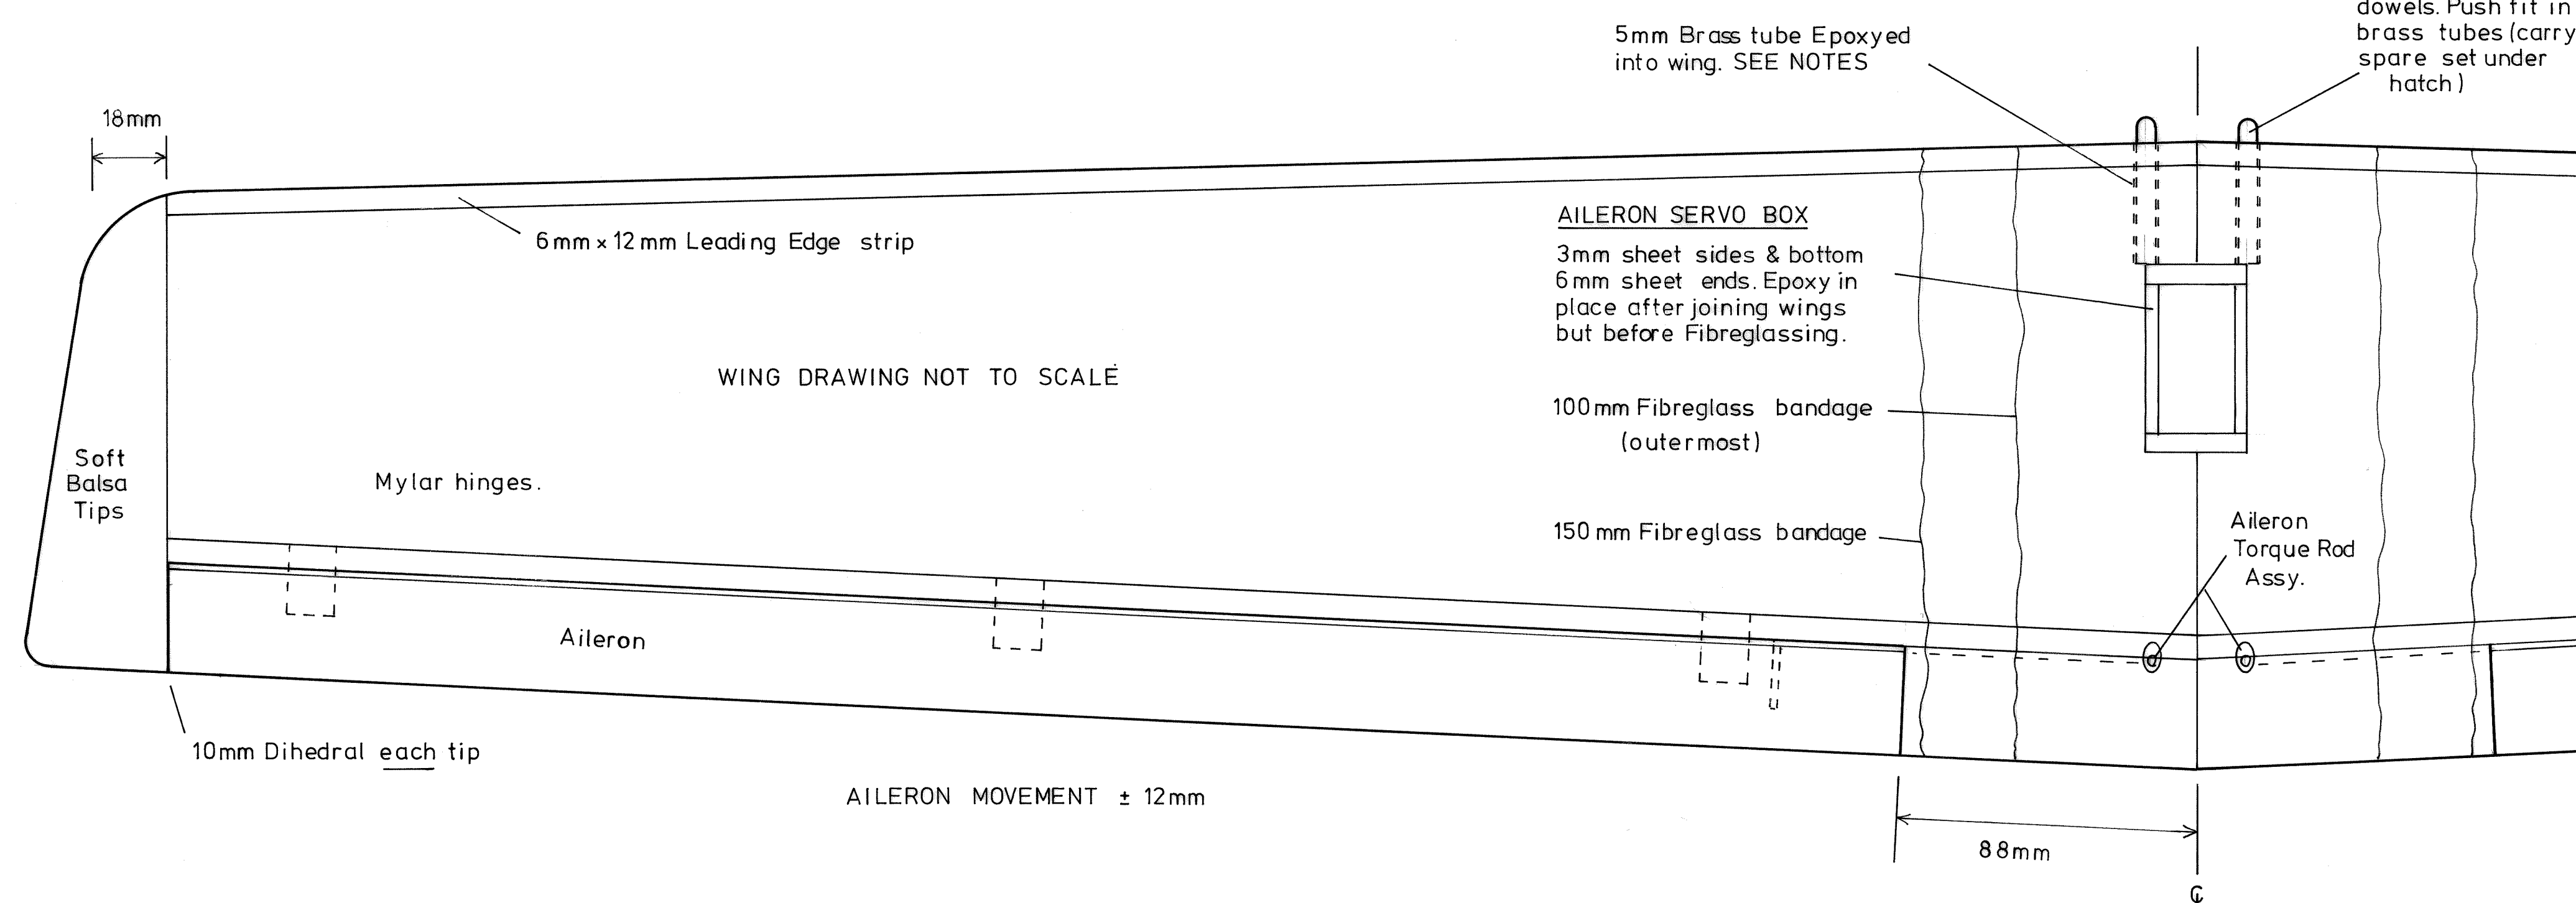 dowels. Push fit in
brass tubes (carry
spare set under
hatch)
5mm Brass tube Epoxyed
into wing. SEE NOTES
18mm
6mm × 12mm Leading Edge strip
AILERON SERVO BOX
3mm sheet sides & bottom
6mm sheet ends. Epoxy in
place after joining wings
but before Fibreglassing.
WING DRAWING NOT TO SCALE
100mm Fibreglass bandage
(outermost)
Soft
Balsa
Tips
Mylar hinges.
150mm Fibreglass bandage
Aileron
Torque Rod
Assy.
Aileron
10mm Dihedral each tip
AILERON MOVEMENT ± 12mm
88mm
℄